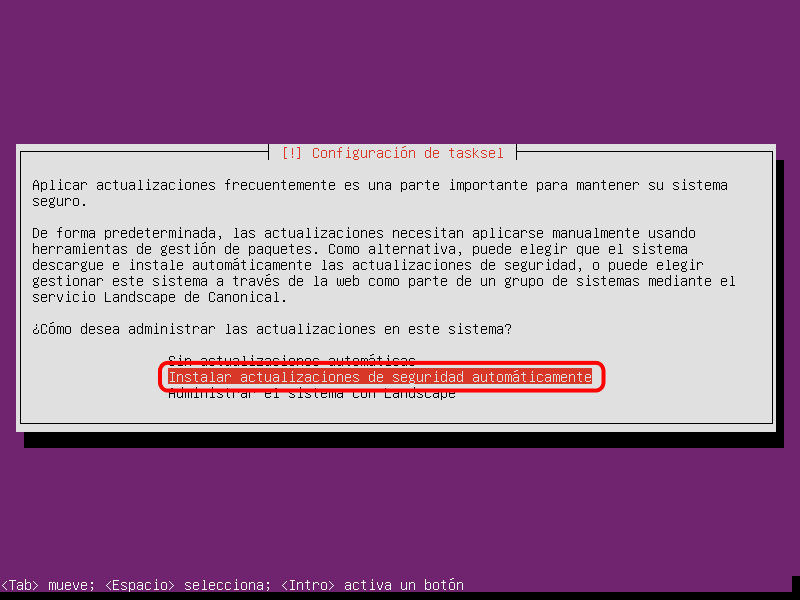 [!] Configuración de tasksel
Aplicar actualizaciones frecuentemente es una parte importante para mantener su sistema
seguro.
De forma predeterminada, las actualizaciones necesitan aplicarse manualmente usando
herramientas de gestión de paquetes. Como alternativa, puede elegir que el sistema
descargue e instale automáticamente las actualizaciones de seguridad, o puede elegir
gestionar este sistema a través de la web como parte de un grupo de sistemas mediante el
servicio Landscape de Canonical.
¿Cómo desea administrar las actualizaciones en este sistema?
Sin actualizaciones automáticas
Instalar actualizaciones de seguridad automáticamente
Administrar el sistema con Landscape
<Tab> mueve; <Espacio> selecciona; <Intro> activa un botón